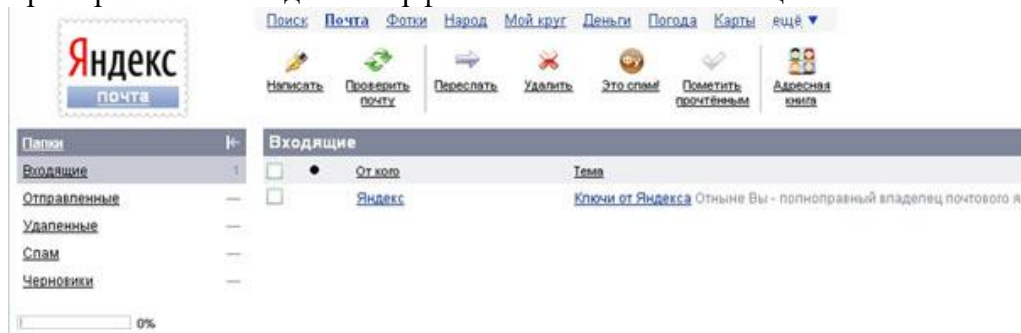 Поиск Почта Фотки Народ Мой круг Деньги Погода Карты ещё ▼
Яндекс
почта
Написать Проверить почту Переслать Удалить Это спам! Пометить прочтённым Адресная книга
Папки
Входящие 1
Отправленные —
Удаленные —
Спам —
Черновики —
0%
Входящие
От кого Тема
Яндекс Ключи от Яндекса Отныне Вы - полноправный владелец почтового я